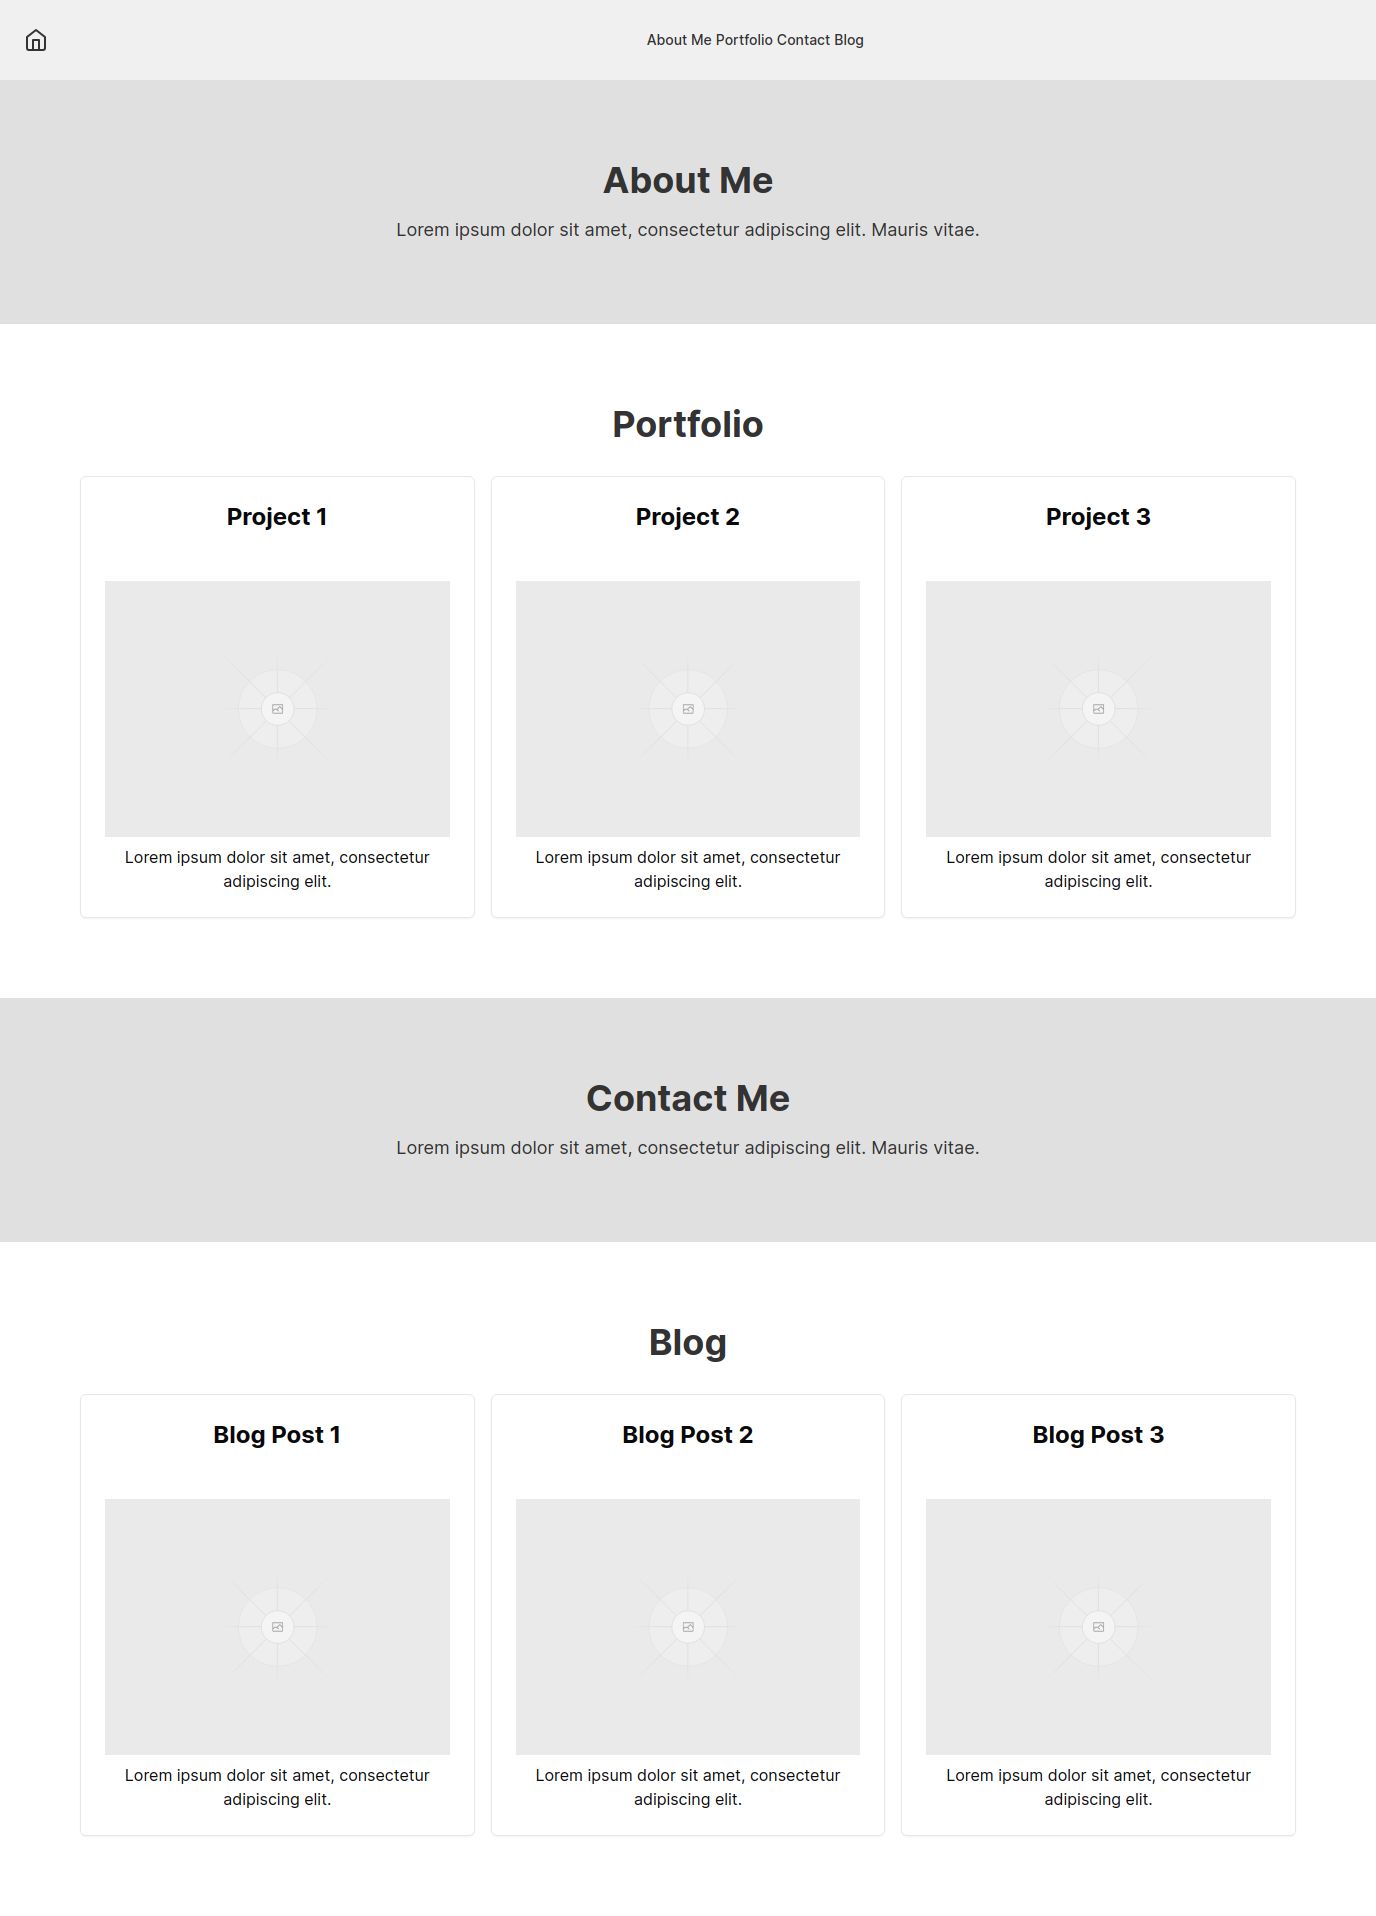 About Me Portfolio Contact Blog
About Me
Lorem ipsum dolor sit amet, consectetur adipiscing elit. Mauris vitae.
Portfolio
Project 1
Lorem ipsum dolor sit amet, consectetur
adipiscing elit.
Project 2
Lorem ipsum dolor sit amet, consectetur
adipiscing elit.
Project 3
Lorem ipsum dolor sit amet, consectetur
adipiscing elit.
Contact Me
Lorem ipsum dolor sit amet, consectetur adipiscing elit. Mauris vitae.
Blog
Blog Post 1
Lorem ipsum dolor sit amet, consectetur
adipiscing elit.
Blog Post 2
Lorem ipsum dolor sit amet, consectetur
adipiscing elit.
Blog Post 3
Lorem ipsum dolor sit amet, consectetur
adipiscing elit.